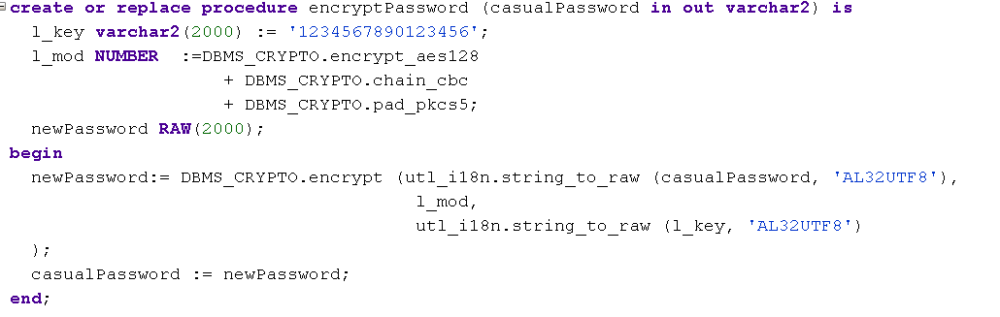 create or replace procedure encryptPassword (casualPassword in out varchar2) is
l_key varchar2(2000) := '1234567890123456';
l_mod NUMBER  :=DBMS_CRYPTO.encrypt_aes128
+ DBMS_CRYPTO.chain_cbc
+ DBMS_CRYPTO.pad_pkcs5;
newPassword RAW(2000);
begin
newPassword:= DBMS_CRYPTO.encrypt (utl_i18n.string_to_raw (casualPassword, 'AL32UTF8'),
l_mod,
utl_i18n.string_to_raw (l_key, 'AL32UTF8')
);
casualPassword := newPassword;
end;